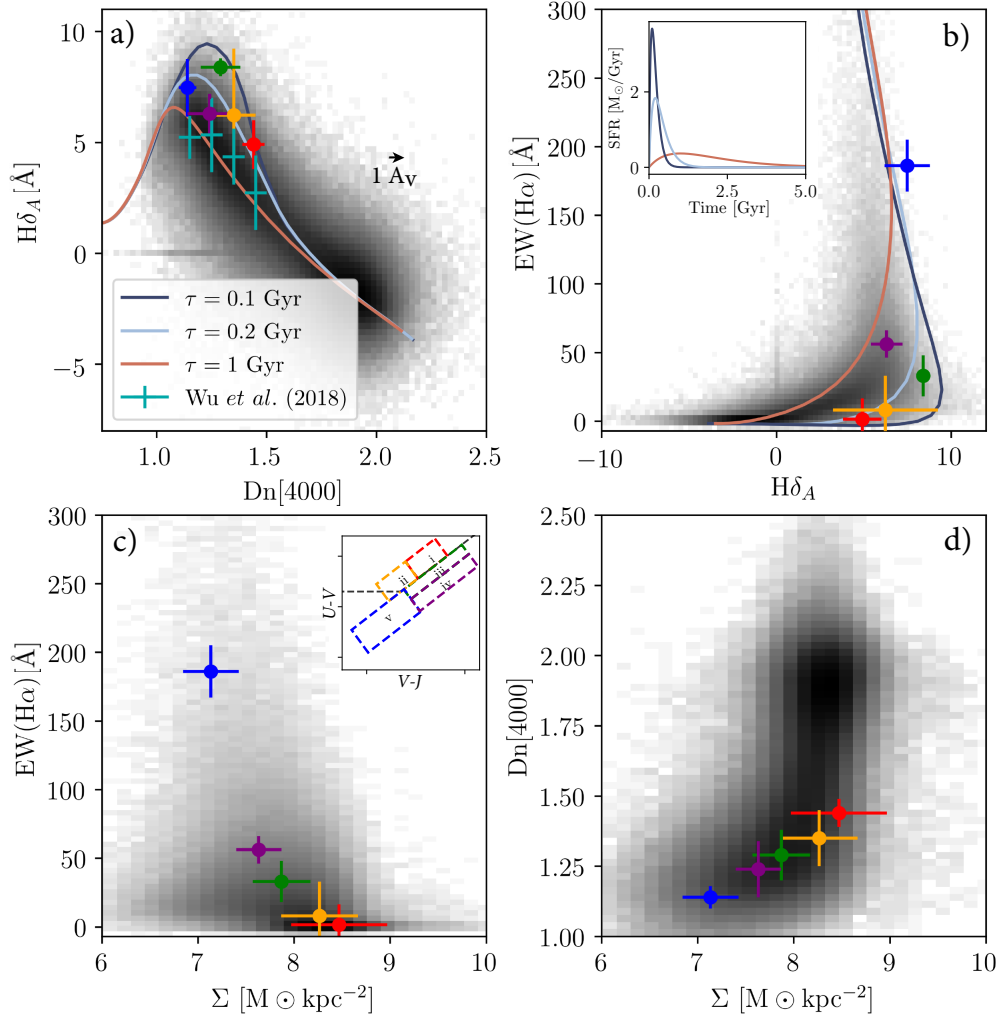 a)
10
5
0
−5
HδA [Å]
1 AV
τ = 0.1 Gyr
τ = 0.2 Gyr
τ = 1 Gyr
Wu et al. (2018)
1.0 1.5 2.0 2.5
Dn[4000]
b)
300
250
200
150
100
50
0
EW(Hα) [Å]
SFR [M⊙/Gyr]
2
0
0.0 2.5 5.0
Time [Gyr]
−10 0 10
HδA
c)
300
250
200
150
100
50
0
EW(Hα) [Å]
U-V
i
ii
iii
iv
v
V-J
6 7 8 9 10
Σ [M ⊙ kpc−2]
d)
2.50
2.25
2.00
1.75
1.50
1.25
1.00
Dn[4000]
6 7 8 9 10
Σ [M ⊙ kpc−2]